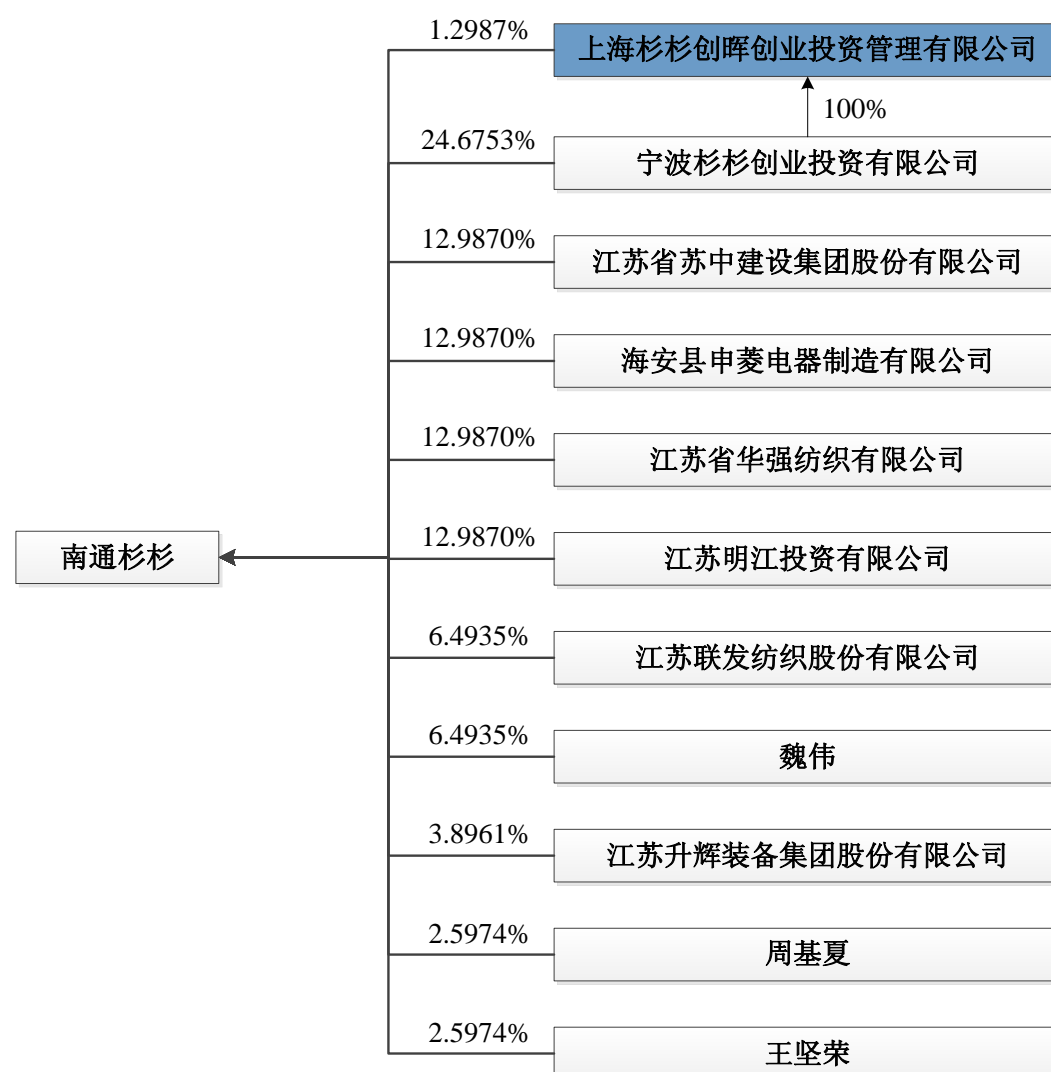 1.2987%
上海杉杉创晖创业投资管理有限公司
100%
24.6753%
宁波杉杉创业投资有限公司
12.9870%
江苏省苏中建设集团股份有限公司
12.9870%
海安县申菱电器制造有限公司
12.9870%
江苏省华强纺织有限公司
12.9870%
江苏明江投资有限公司
南通杉杉
6.4935%
江苏联发纺织股份有限公司
6.4935%
魏伟
3.8961%
江苏升辉装备集团股份有限公司
2.5974%
周基夏
2.5974%
王坚荣